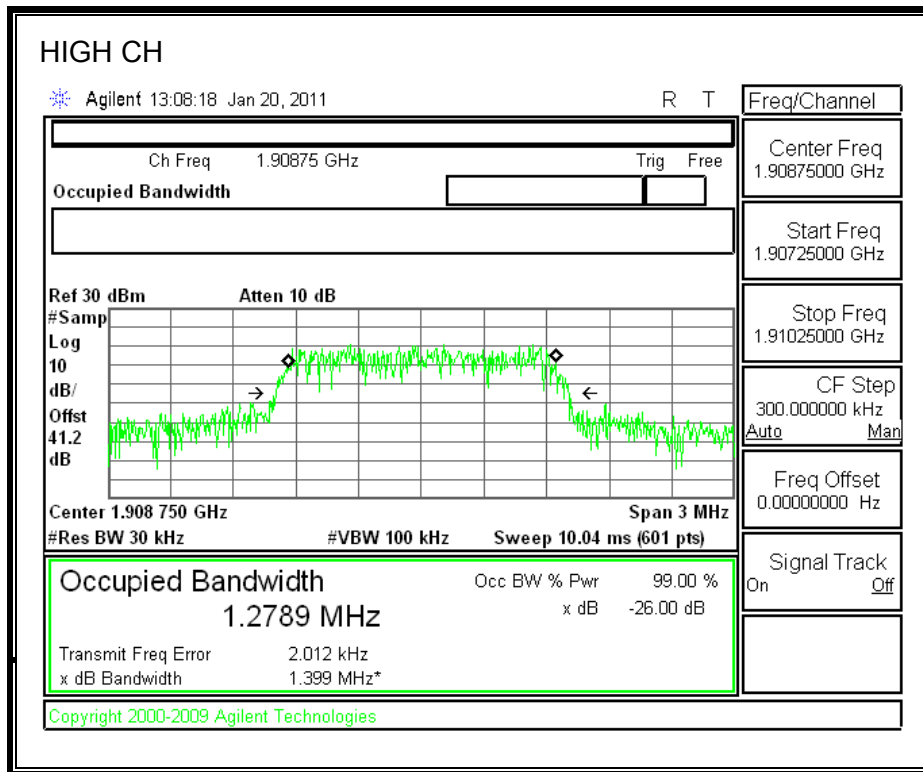 HIGH CH
Agilent 13:08:18 Jan 20, 2011 R T
Freq/Channel
Ch Freq 1.90875 GHz Trig Free
Occupied Bandwidth
Center Freq
1.90875000 GHz
Start Freq
1.90725000 GHz
Stop Freq
1.91025000 GHz
CF Step
300.000000 kHz
Auto Man
Freq Offset
0.00000000 Hz
Signal Track
On Off
Ref 30 dBm Atten 10 dB
#Samp
Log
10
dB/
Offst
41.2
dB
Center 1.908 750 GHz Span 3 MHz
#Res BW 30 kHz #VBW 100 kHz Sweep 10.04 ms (601 pts)
Occupied Bandwidth Occ BW % Pwr 99.00 %
1.2789 MHz x dB -26.00 dB
Transmit Freq Error 2.012 kHz
x dB Bandwidth 1.399 MHz*
Copyright 2000-2009 Agilent Technologies